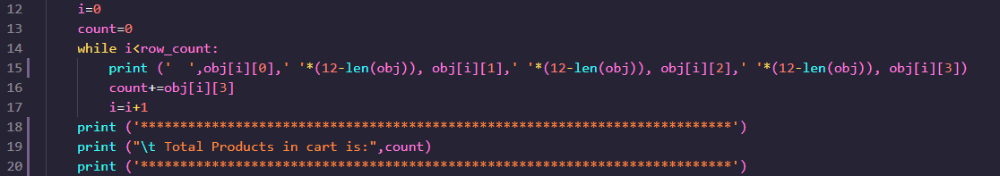 12 i=0
13 count=0
14 while i<row_count:
15 print ('  ',obj[i][0],' '*(12-len(obj)), obj[i][1],' '*(12-len(obj)), obj[i][2],' '*(12-len(obj)), obj[i][3])
16 count+=obj[i][3]
17 i=i+1
18 print ('***************************************************************************')
19 print ("\t Total Products in cart is:",count)
20 print ('***************************************************************************')